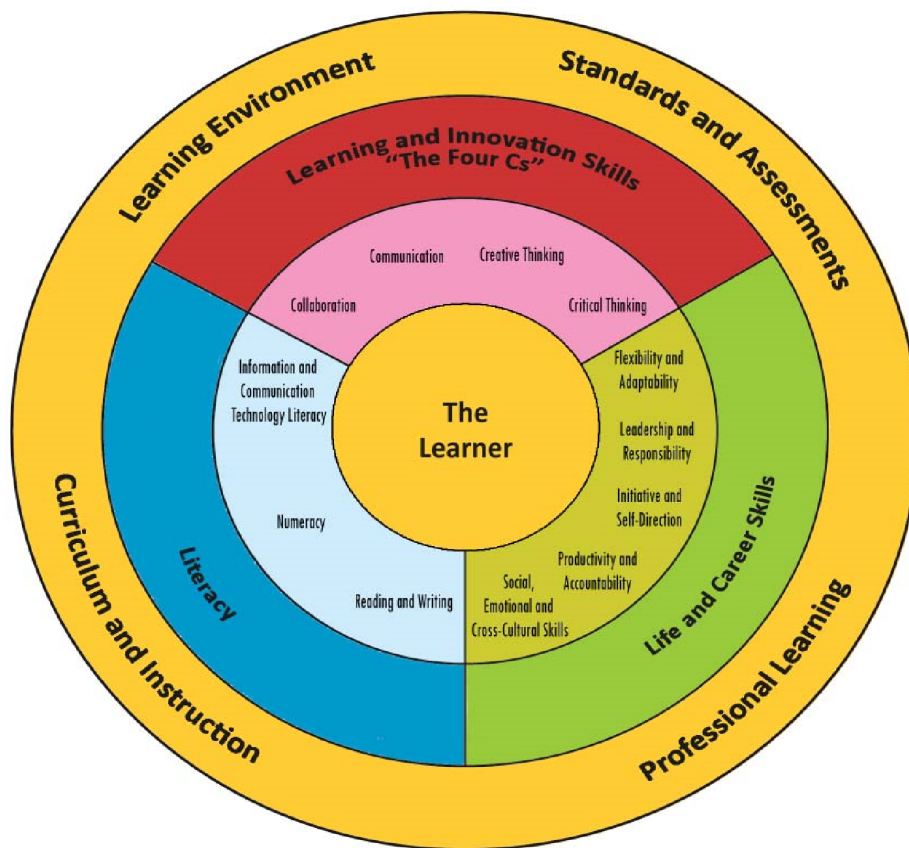 Learning Environment
Standards and Assessments
Learning and Innovation Skills
“The Four Cs”
Communication
Creative Thinking
Collaboration
Critical Thinking
Information and
Communication
Technology Literacy
Numeracy
Reading and Writing
The
Learner
Flexibility and
Adaptability
Leadership and
Responsibility
Initiative and
Self-Direction
Productivity and
Accountability
Social,
Emotional and
Cross-Cultural Skills
Literacy
Life and Career Skills
Curriculum and Instruction
Professional Learning